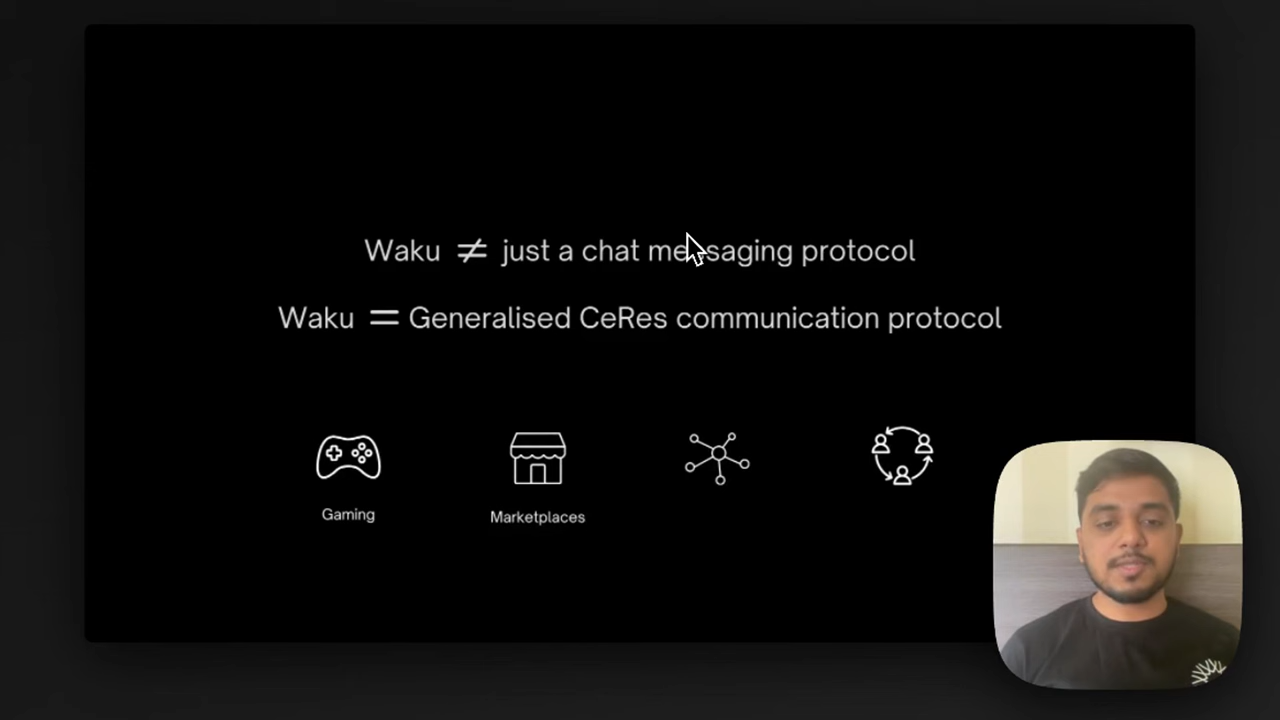 Waku ≠ just a chat messaging protocol
Waku = Generalised CeRes communication protocol
Gaming
Marketplaces